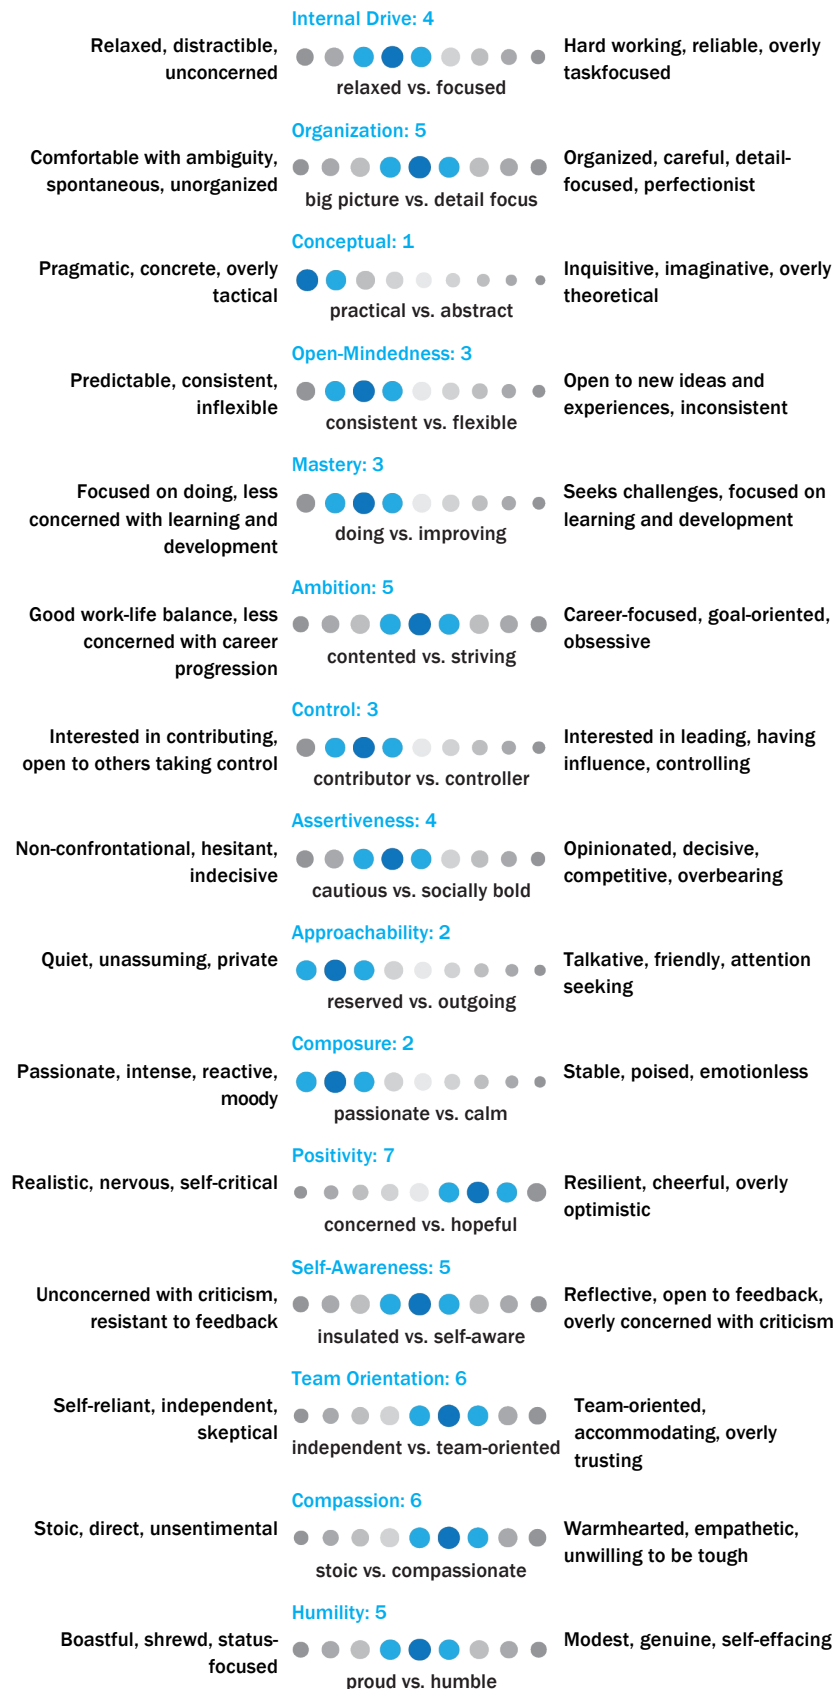 Internal Drive: 4
Relaxed, distractible,
unconcerned
relaxed vs. focused
Hard working, reliable, overly
taskfocused
Organization: 5
Comfortable with ambiguity,
spontaneous, unorganized
big picture vs. detail focus
Organized, careful, detail-
focused, perfectionist
Conceptual: 1
Pragmatic, concrete, overly
tactical
practical vs. abstract
Inquisitive, imaginative, overly
theoretical
Open-Mindedness: 3
Predictable, consistent,
inflexible
consistent vs. flexible
Open to new ideas and
experiences, inconsistent
Mastery: 3
Focused on doing, less
concerned with learning and
development
doing vs. improving
Seeks challenges, focused on
learning and development
Ambition: 5
Good work-life balance, less
concerned with career
progression
contented vs. striving
Career-focused, goal-oriented,
obsessive
Control: 3
Interested in contributing,
open to others taking control
contributor vs. controller
Interested in leading, having
influence, controlling
Assertiveness: 4
Non-confrontational, hesitant,
indecisive
cautious vs. socially bold
Opinionated, decisive,
competitive, overbearing
Approachability: 2
Quiet, unassuming, private
reserved vs. outgoing
Talkative, friendly, attention
seeking
Composure: 2
Passionate, intense, reactive,
moody
passionate vs. calm
Stable, poised, emotionless
Positivity: 7
Realistic, nervous, self-critical
concerned vs. hopeful
Resilient, cheerful, overly
optimistic
Self-Awareness: 5
Unconcerned with criticism,
resistant to feedback
insulated vs. self-aware
Reflective, open to feedback,
overly concerned with criticism
Team Orientation: 6
Self-reliant, independent,
skeptical
independent vs. team-oriented
Team-oriented,
accommodating, overly
trusting
Compassion: 6
Stoic, direct, unsentimental
stoic vs. compassionate
Warmhearted, empathetic,
unwilling to be tough
Humility: 5
Boastful, shrewd, status-
focused
proud vs. humble
Modest, genuine, self-effacing